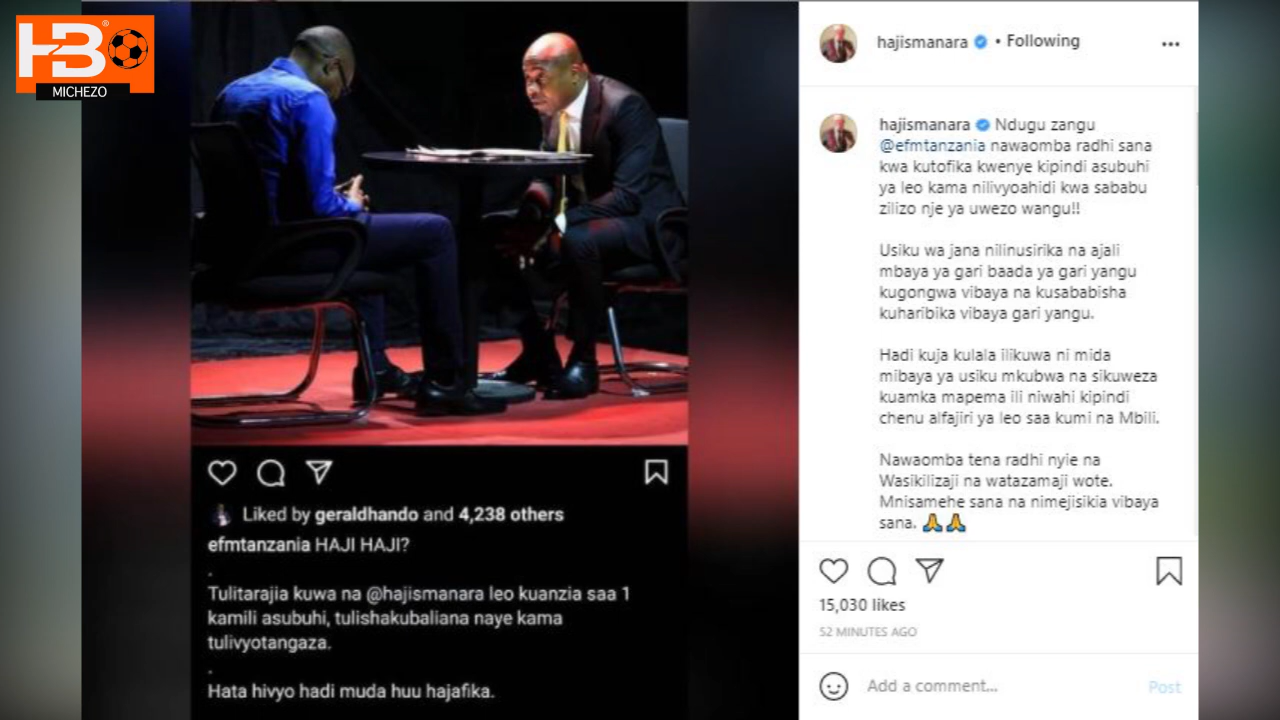 HB
MICHEZO
Liked by geraldhando and 4,238 others
efmtanzania HAJI HAJI?
.
Tulitarajia kuwa na @hajismanara leo kuanzia saa 1
kamili asubuhi, tulishakubaliana naye kama
tulivyotangaza.
.
Hata hivyo hadi muda huu hajafika.
hajismanara • Following
hajismanara Ndugu zangu
@efmtanzania nawaomba radhi sana
kwa kutofika kwenye kipindi asubuhi
ya leo kama nilivyoahidi kwa sababu
zilizo nje ya uwezo wangu!!
Usiku wa jana nilinusirika na ajali
mbaya ya gari baada ya gari yangu
kugongwa vibaya na kusababisha
kuharibika vibaya gari yangu.
Hadi kuja kulala ilikuwa ni mida
mibaya ya usiku mkubwa na sikuweza
kuamka mapema ili niwahi kipindi
chenu alfajiri ya leo saa kumi na Mbili.
Nawaomba tena radhi nyie na
Wasikilizaji na watazamaji wote.
Mnisamehe sana na nimejisikia vibaya
sana. 🙏🙏
15,030 likes
52 MINUTES AGO
Add a comment...
Post